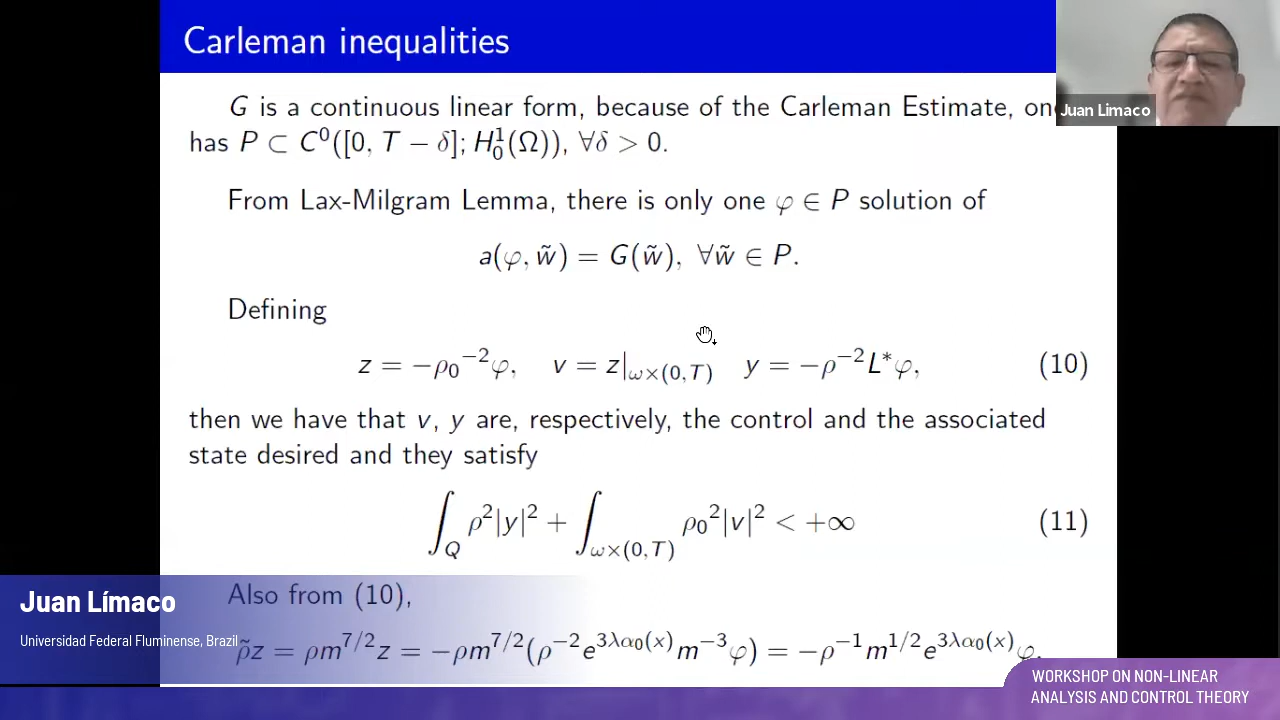 Carleman inequalities
G is a continuous linear form, because of the Carleman Estimate, one
has P ⊂ C⁰([0, T − δ]; H₀¹(Ω)), ∀δ > 0.
From Lax-Milgram Lemma, there is only one φ ∈ P solution of
a(φ, w̃) = G(w̃), ∀w̃ ∈ P.
Defining
z = −ρ₀⁻²φ, v = z|_{ω×(0,T)} y = −ρ⁻²L*φ, (10)
then we have that v, y are, respectively, the control and the associated
state desired and they satisfy
∫_Q ρ²|y|² + ∫_{ω×(0,T)} ρ₀²|v|² < +∞ (11)
Also from (10),
ρ̃z = ρm^{7/2}z = −ρm^{7/2}(ρ⁻²e^{3λα₀(x)}m⁻³φ) = −ρ⁻¹m^{1/2}e^{3λα₀(x)}φ.
Juan Limaco
Juan Límaco
Universidad Federal Fluminense, Brazil
WORKSHOP ON NON-LINEAR
ANALYSIS AND CONTROL THEORY